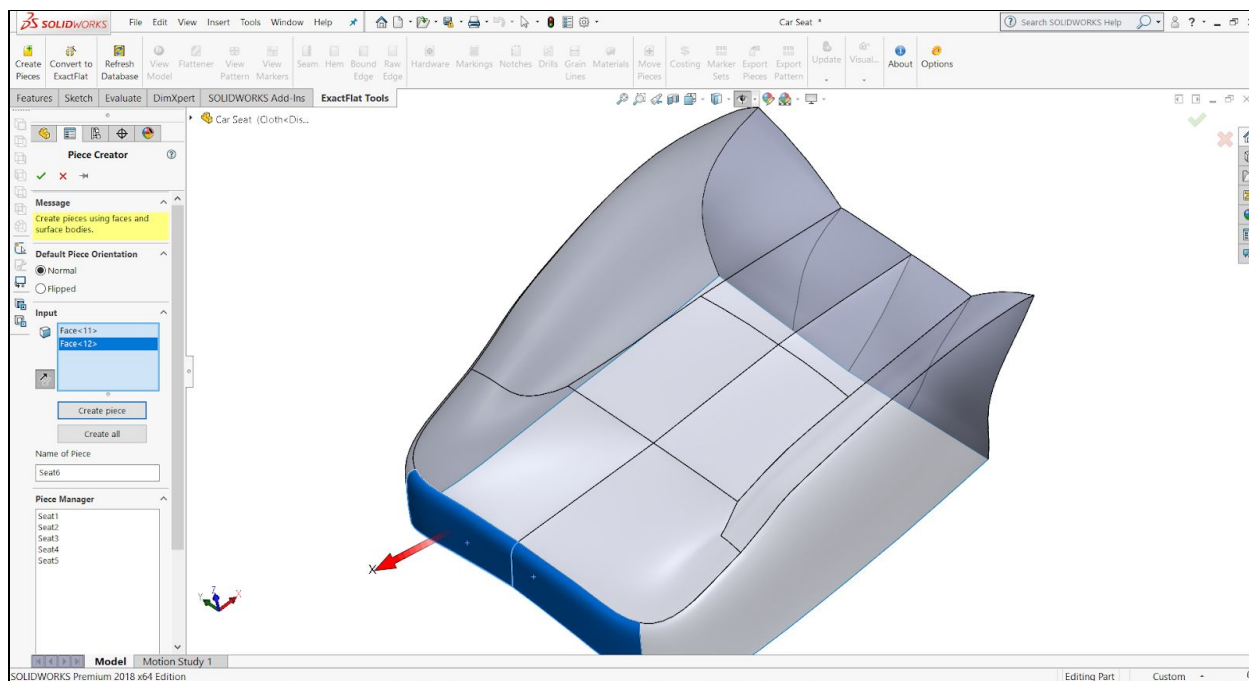 SOLIDWORKS File Edit View Insert Tools Window Help Car Seat * Search SOLIDWORKS Help ?
Create Pieces Convert to ExactFlat Refresh Database View Model Flattener View Pattern View Markers Seam Hem Bound Edge Raw Edge Hardware Markings Notches Drills Grain Lines Materials Move Pieces Costing Marker Sets Export Pieces Export Pattern Update Visual... About Options
Features Sketch Evaluate DimXpert SOLIDWORKS Add-Ins ExactFlat Tools
Car Seat (Cloth<Dis...
Piece Creator
Message
Create pieces using faces and
surface bodies.
Default Piece Orientation
Normal
Flipped
Input
Face<11>
Face<12>
Create piece
Create all
Name of Piece
Seat6
Piece Manager
Seat1
Seat2
Seat3
Seat4
Seat5
X
Z
Y X
Model Motion Study 1
SOLIDWORKS Premium 2018 x64 Edition Editing Part Custom